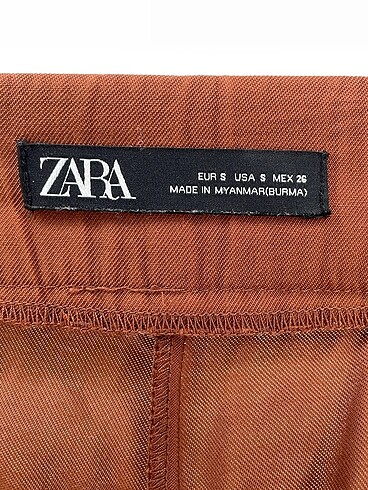 ZARA
EUR S USA S MEX 26
MADE IN MYANMAR(BURMA)